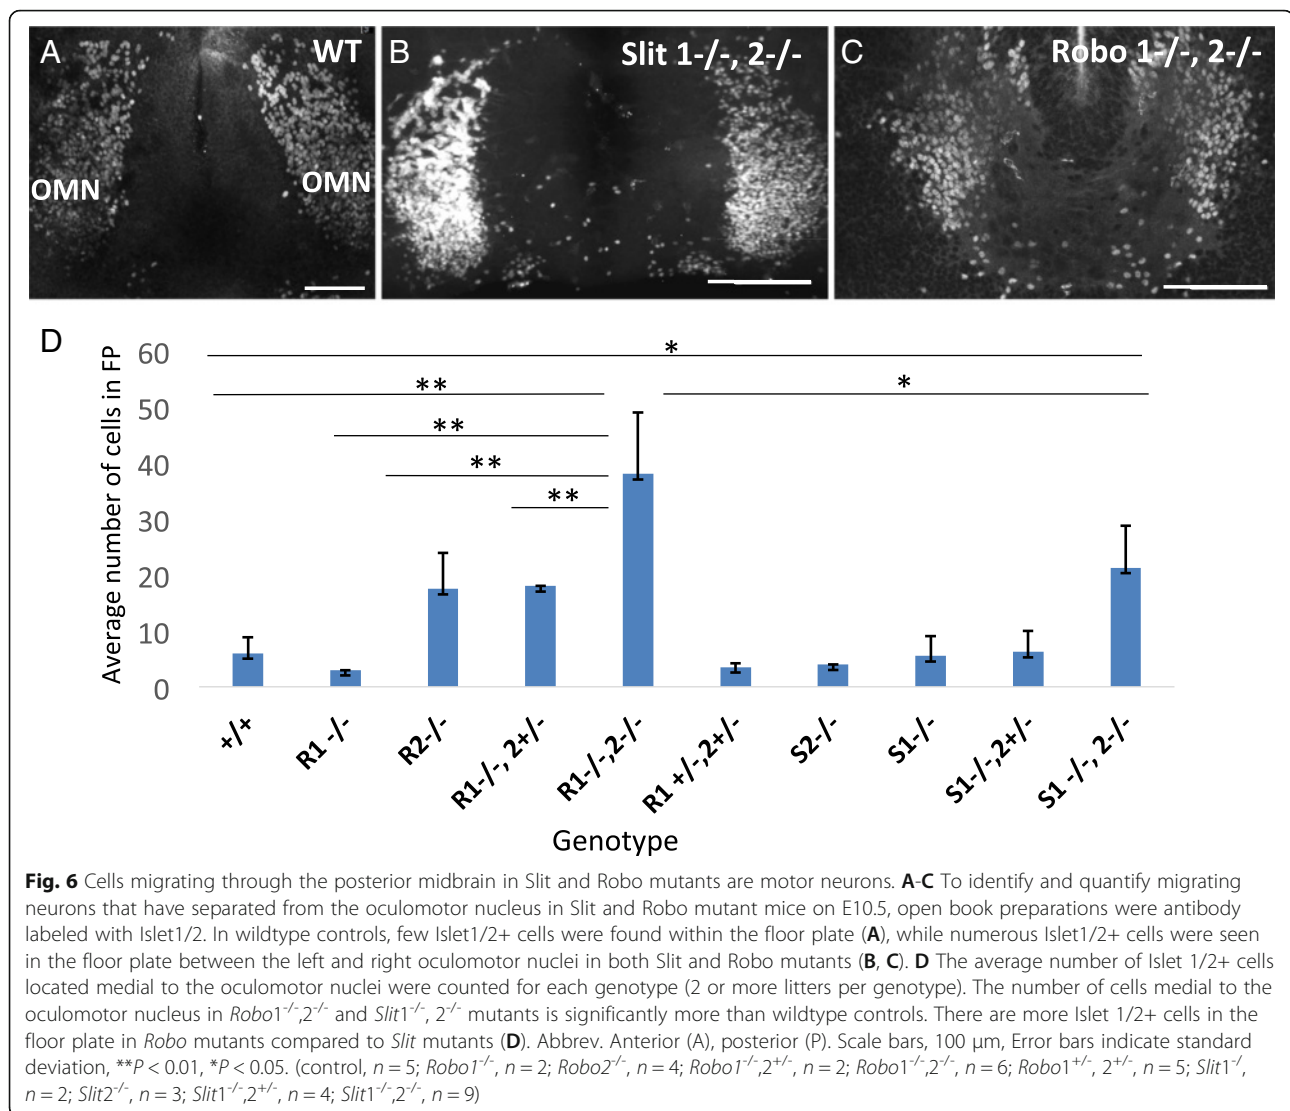 A WT
OMN OMN
B Slit 1-/-, 2-/-
C Robo 1-/-, 2-/-
D
Average number of cells in FP
60
50
40
30
20
10
0
*
**
*
**
**
**
+/+
R1 -/-
R2-/-
R1-/-, 2+/-
R1-/-,2-/-
R1 +/-,2+/-
S2-/-
S1-/-
S1-/-,2+/-
S1 -/-, 2-/-
Genotype
Fig. 6 Cells migrating through the posterior midbrain in Slit and Robo mutants are motor neurons. A-C To identify and quantify migrating
neurons that have separated from the oculomotor nucleus in Slit and Robo mutant mice on E10.5, open book preparations were antibody
labeled with Islet1/2. In wildtype controls, few Islet1/2+ cells were found within the floor plate (A), while numerous Islet1/2+ cells were seen
in the floor plate between the left and right oculomotor nuclei in both Slit and Robo mutants (B, C). D The average number of Islet 1/2+ cells
located medial to the oculomotor nuclei were counted for each genotype (2 or more litters per genotype). The number of cells medial to the
oculomotor nucleus in Robo1-/-,2-/- and Slit1-/-, 2-/- mutants is significantly more than wildtype controls. There are more Islet 1/2+ cells in the
floor plate in Robo mutants compared to Slit mutants (D). Abbrev. Anterior (A), posterior (P). Scale bars, 100 μm, Error bars indicate standard
deviation, **P < 0.01, *P < 0.05. (control, n = 5; Robo1-/-, n = 2; Robo2-/-, n = 4; Robo1-/-,2+/-, n = 2; Robo1-/-,2-/-, n = 6; Robo1+/-, 2+/-, n = 5; Slit1-/,
n = 2; Slit2-/-, n = 3; Slit1-/-,2+/-, n = 4; Slit1-/-,2-/-, n = 9)